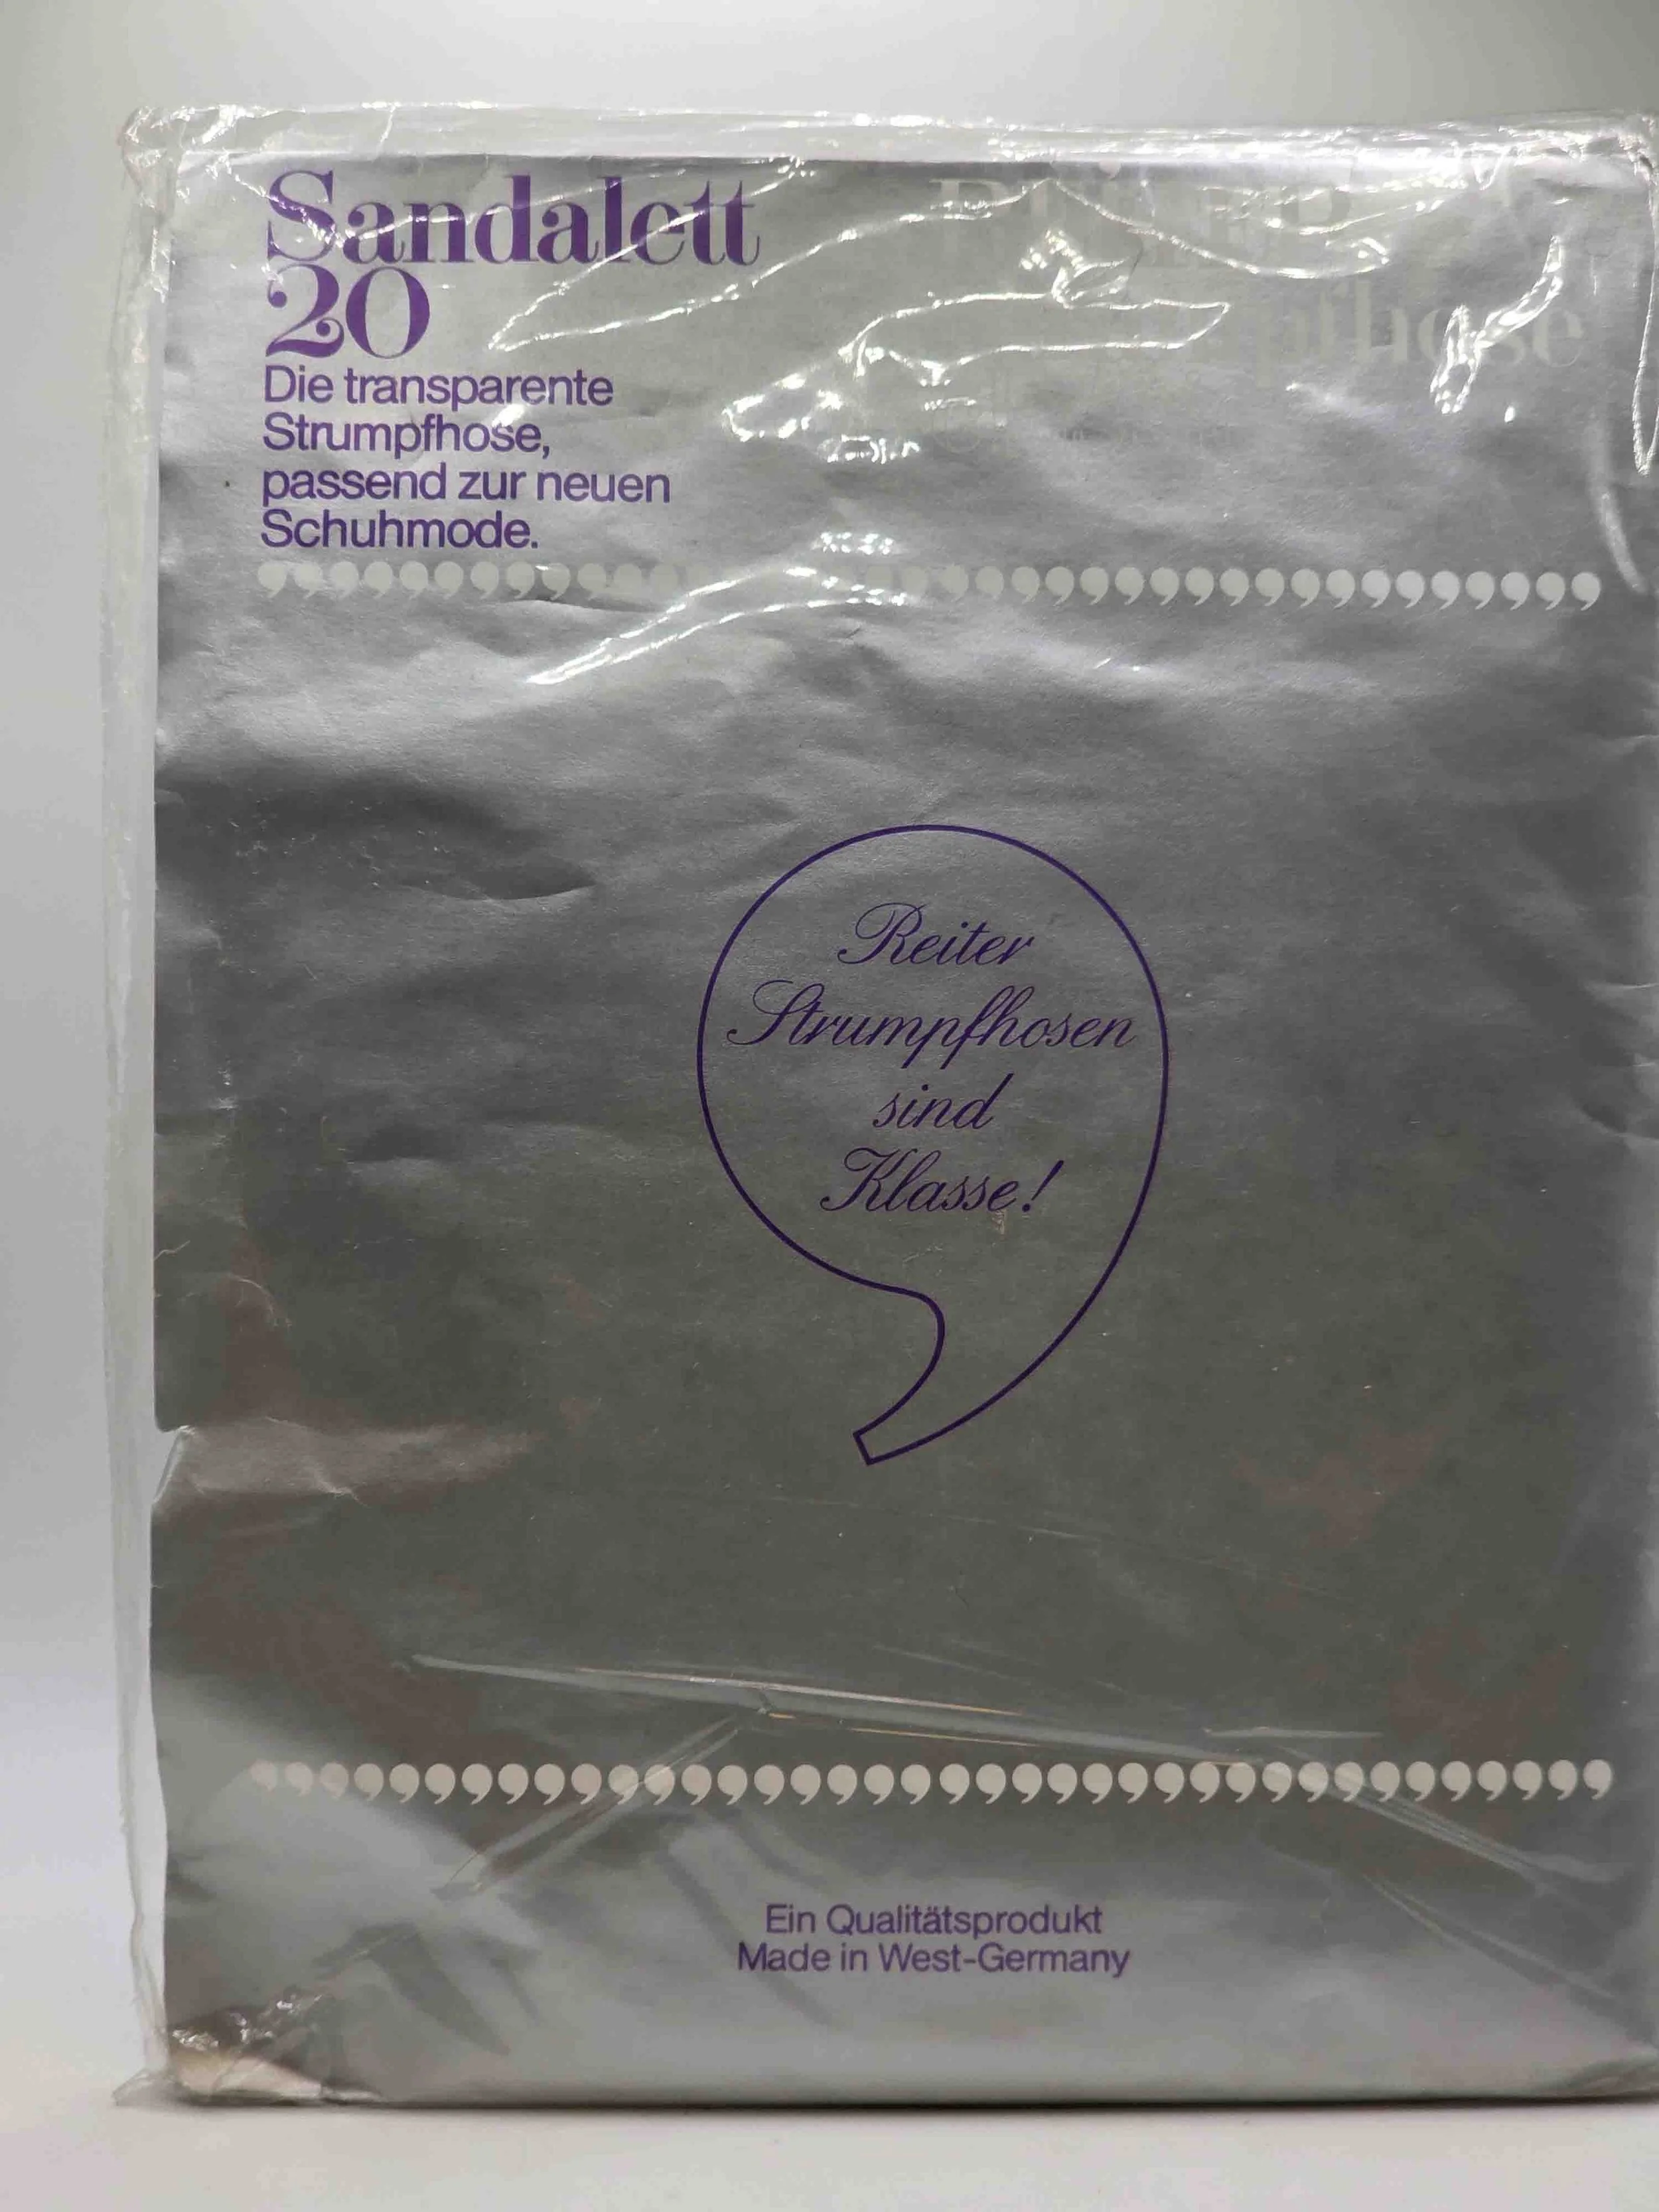 Sandalett
20
Die transparente
Strumpfhose,
passend zur neuen
Schuhmode.
Reiter
Strumpfhosen
sind
Klasse!
Ein Qualitätsprodukt
Made in West-Germany